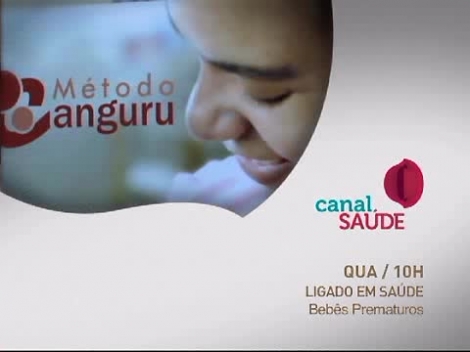 Método
Canguru
canal
SAÚDE
QUA / 10H
LIGADO EM SAÚDE
Bebês Prematuros